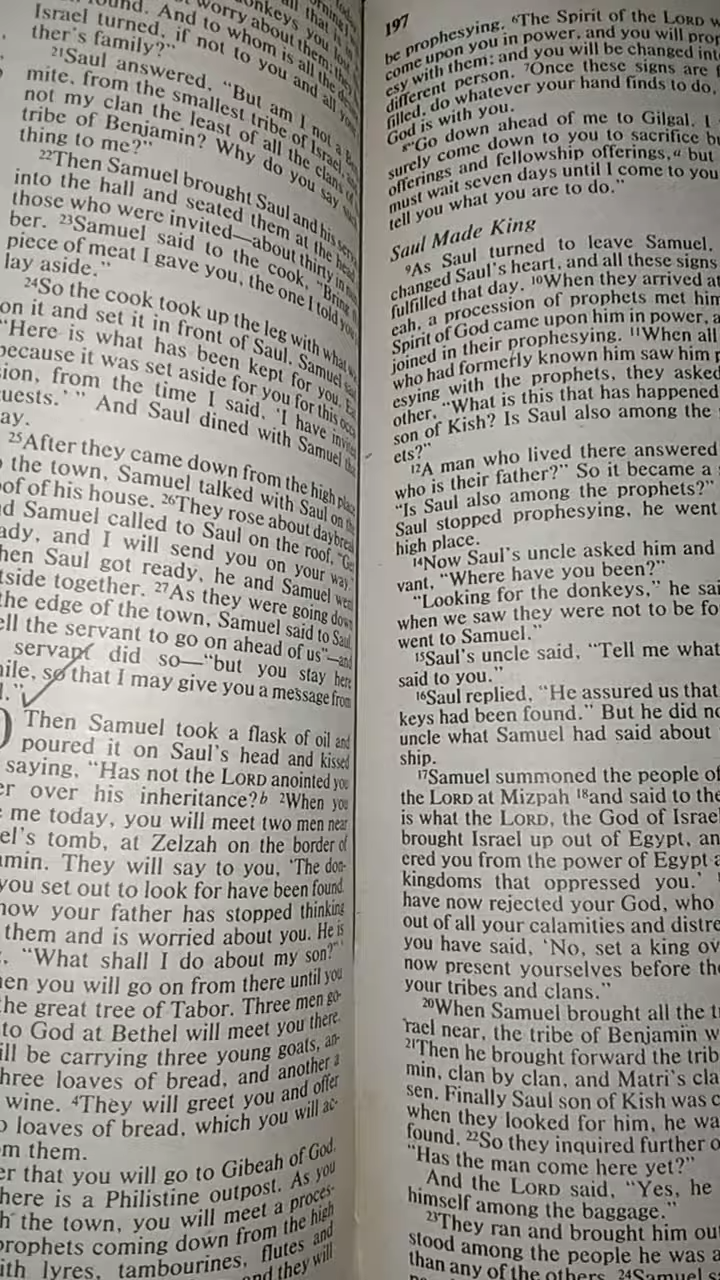 Israel turned, if not to you and all your
ther's family?"
21Saul answered, "But am I not a
mite, from the smallest tribe of Israel,
not my clan the least of all the clans of
tribe of Benjamin? Why do you say such
thing to me?"
22Then Samuel brought Saul and his
into the hall and seated them at the head
those who were invited—about thirty in
ber. 23Samuel said to the cook, "Bring
piece of meat I gave you, the one I told you
lay aside."
24So the cook took up the leg with what
on it and set it in front of Saul. Samuel
"Here is what has been kept for you.
because it was set aside for you for this
sion, from the time I said, 'I have
uests.' " And Saul dined with Samuel
ay.
25After they came down from the high place
the town, Samuel talked with Saul on the
oof of his house. 26They rose about daybreak
d Samuel called to Saul on the roof,
ady, and I will send you on your way."
hen Saul got ready, he and Samuel went
tside together. 27As they were going down
the edge of the town, Samuel said to Saul,
ell the servant to go on ahead of us"—and
servant did so—"but you stay here
ile, so that I may give you a message from
."
Then Samuel took a flask of oil and
poured it on Saul's head and kissed
saying, "Has not the LORD anointed you
er over his inheritance?b 2When you
me today, you will meet two men near
el's tomb, at Zelzah on the border of
amin. They will say to you, 'The don-
you set out to look for have been found.
now your father has stopped thinking
them and is worried about you. He is
, "What shall I do about my son?" '
en you will go on from there until you
the great tree of Tabor. Three men go-
to God at Bethel will meet you there.
ill be carrying three young goats, an-
hree loaves of bread, and another a
wine. 4They will greet you and offer
o loaves of bread, which you will ac-
m them.
er that you will go to Gibeah of God,
here is a Philistine outpost. As you
h the town, you will meet a proces-
prophets coming down from the high
ith lyres, tambourines, flutes and
nd they will
197
be prophesying. 6The Spirit of the LORD
come upon you in power, and you will
esy with them; and you will be changed
different person. 7Once these signs are
filled, do whatever your hand finds to do,
God is with you.
8"Go down ahead of me to Gilgal. I
surely come down to you to sacrifice
offerings and fellowship offerings,a but
must wait seven days until I come to you
tell you what you are to do."
Saul Made King
9As Saul turned to leave Samuel,
changed Saul's heart, and all these signs
fulfilled that day. 10When they arrived at
eah, a procession of prophets met him
Spirit of God came upon him in power, a
joined in their prophesying. 11When all
who had formerly known him saw him p
esying with the prophets, they asked
other, "What is this that has happened
son of Kish? Is Saul also among the
ets?"
12A man who lived there answered
who is their father?" So it became a
"Is Saul also among the prophets?"
Saul stopped prophesying, he went
high place.
14Now Saul's uncle asked him and
vant, "Where have you been?"
"Looking for the donkeys," he sai
when we saw they were not to be fo
went to Samuel."
15Saul's uncle said, "Tell me what
said to you."
16Saul replied, "He assured us that
keys had been found." But he did no
uncle what Samuel had said about
ship.
17Samuel summoned the people of
the LORD at Mizpah 18and said to the
is what the LORD, the God of Israe
brought Israel up out of Egypt, an
ered you from the power of Egypt a
kingdoms that oppressed you.'
have now rejected your God, who
out of all your calamities and distre
you have said, 'No, set a king ov
now present yourselves before the
your tribes and clans."
20When Samuel brought all the t
rael near, the tribe of Benjamin w
21Then he brought forward the trib
min, clan by clan, and Matri's cla
sen. Finally Saul son of Kish was c
when they looked for him, he wa
found. 22So they inquired further o
"Has the man come here yet?"
And the LORD said, "Yes, he
himself among the baggage."
23They ran and brought him out
stood among the people he was a
than any of the others. 24Samuel s